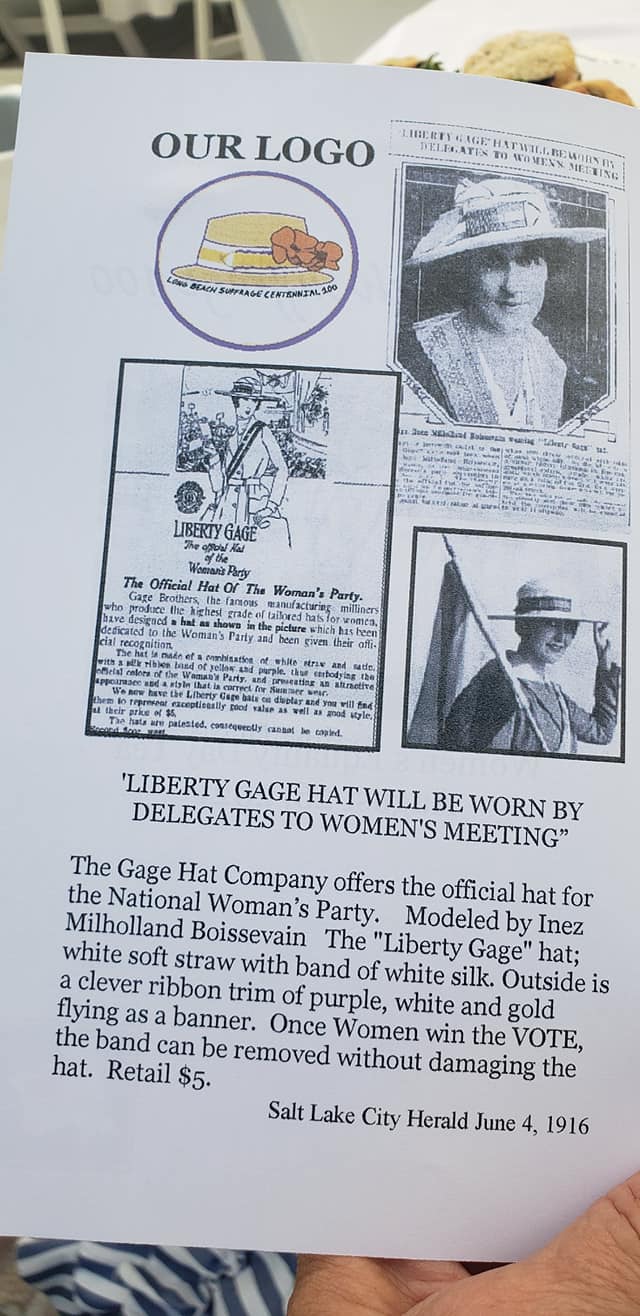 OUR LOGO
LONG BEACH SUFFRAGE CENTENNIAL 100
LIBERTY GAGE" HAT WILL BE WORN BY
DELEGATES TO WOMEN'S MEETING
Inez Milholland Boissevain wearing "Liberty Gage" hat.
LIBERTY GAGE
The official Hat
of the
Woman's Party
The Official Hat Of The Woman's Party.
Gage Brothers, the famous manufacturing milliners
who produce the highest grade of tailored hats for women,
have designed a hat as shown in the picture which has been
dedicated to the Woman's Party and been given their offi-
cial recognition.
The hat is made of a combination of white straw and satin,
with a silk ribbon band of yellow and purple, thus embodying the
official colors of the Woman's Party, and presenting an attractive
appearance and a style that is correct for Summer wear.
We now have the Liberty Gage hats on display and you will find
them to represent exceptionally good value as well as good style,
at their price of $5.
The hats are patented, consequently cannot be copied.
Second floor west
'LIBERTY GAGE HAT WILL BE WORN BY
DELEGATES TO WOMEN'S MEETING”
The Gage Hat Company offers the official hat for
the National Woman’s Party. Modeled by Inez
Milholland Boissevain The "Liberty Gage" hat;
white soft straw with band of white silk. Outside is
a clever ribbon trim of purple, white and gold
flying as a banner. Once Women win the VOTE,
the band can be removed without damaging the
hat. Retail $5.
Salt Lake City Herald June 4, 1916